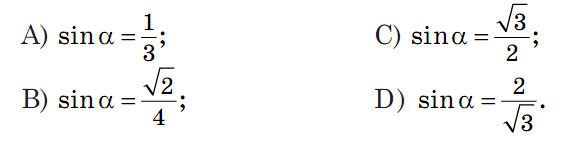 A) sin α = 1/3;
C) sin α = √3/2;
B) sin α = √2/4;
D) sin α = 2/√3.